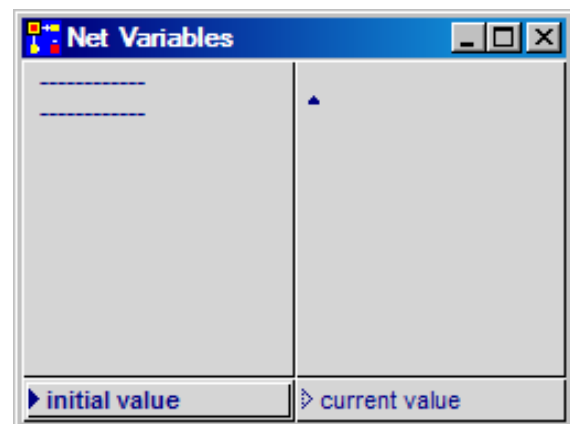 Net Variables
------------
------------
initial value
current value